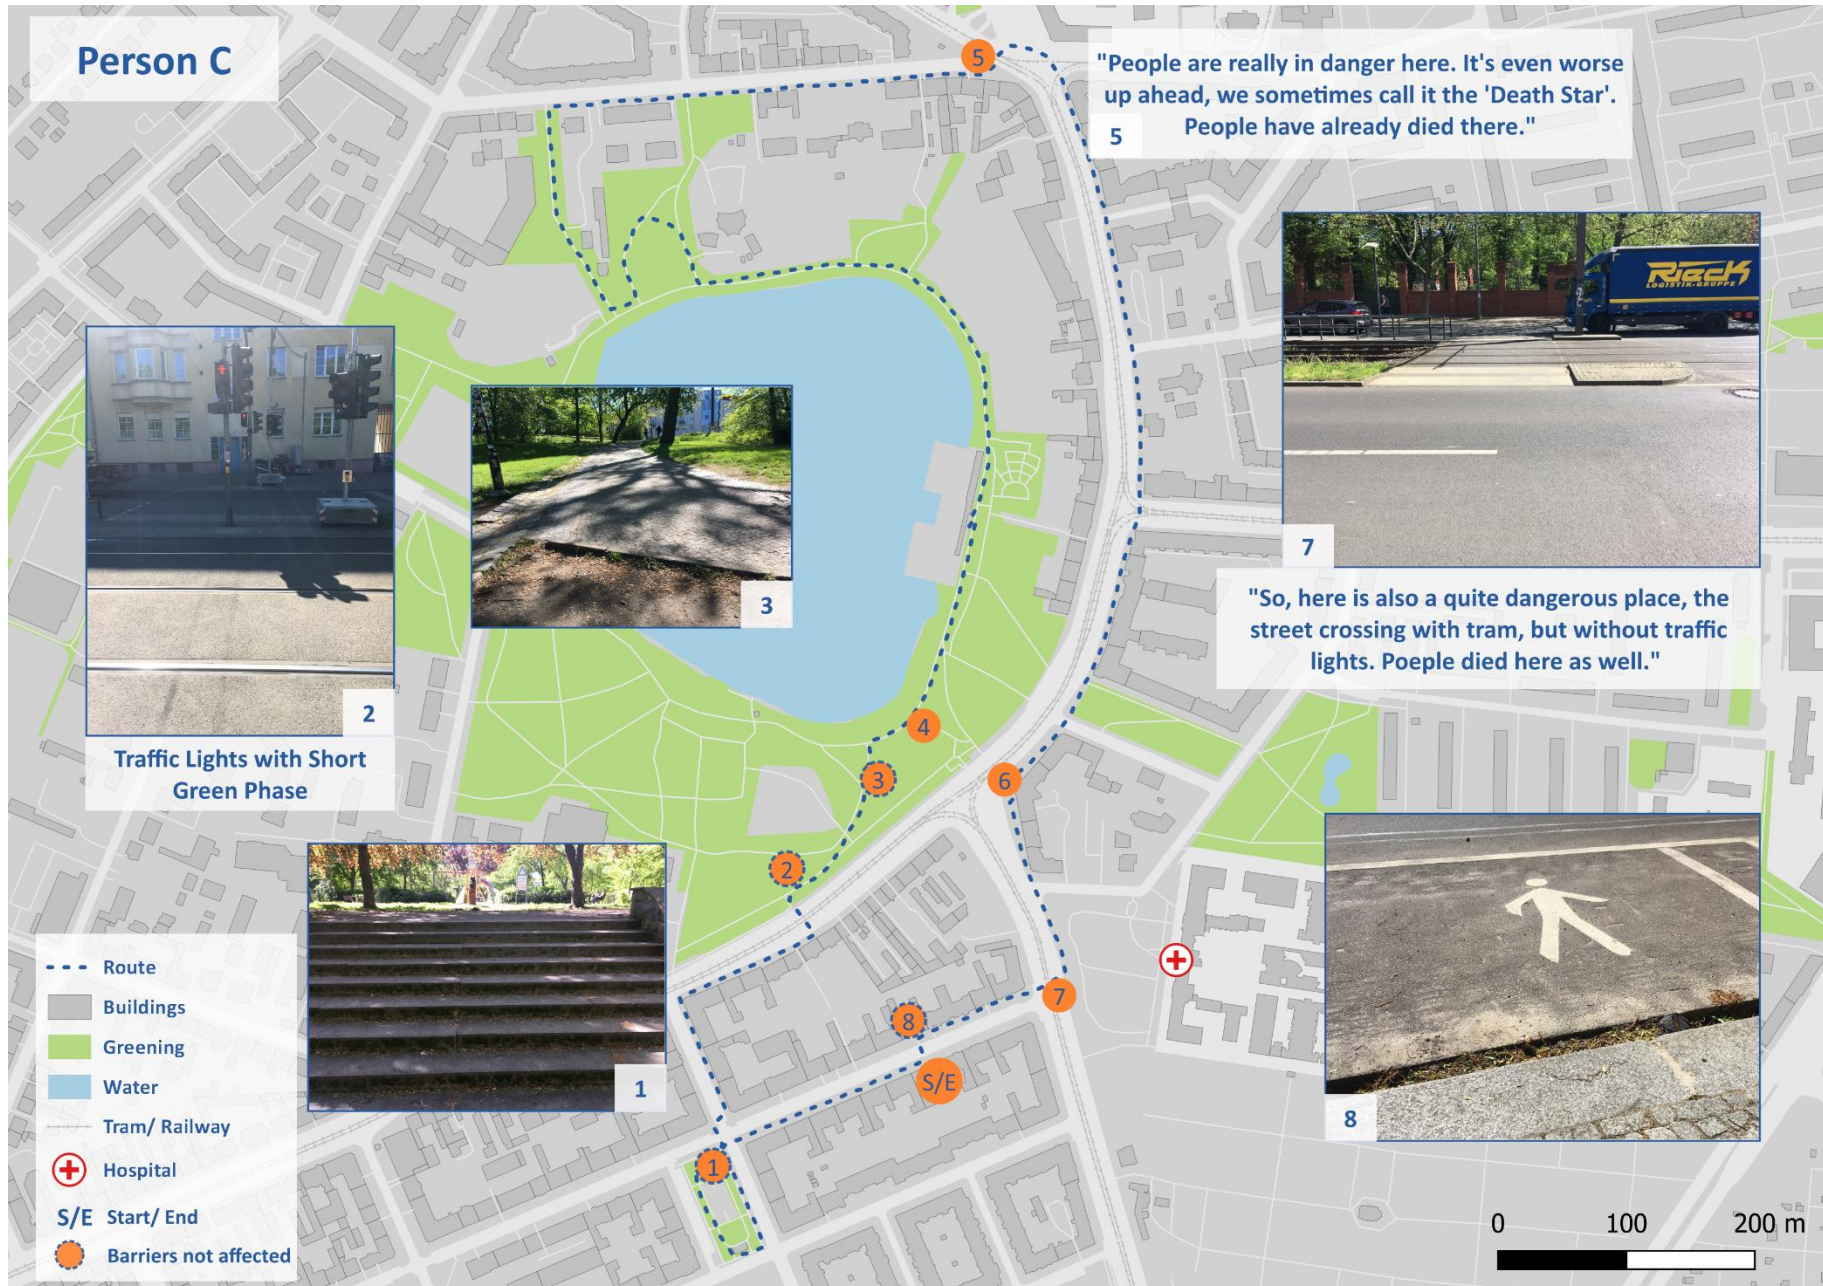 Person C
5
"People are really in danger here. It's even worse
up ahead, we sometimes call it the 'Death Star'.
People have already died there."
5
RIECK
LOGISTIK-GRUPPE
7
"So, here is also a quite dangerous place, the
street crossing with tram, but without traffic
lights. Poeple died here as well."
2
Traffic Lights with Short
Green Phase
3
4
3
6
2
1
7
8
S/E
1
8
Route
Buildings
Greening
Water
Tram/ Railway
Hospital
S/E Start/ End
Barriers not affected
0 100 200 m